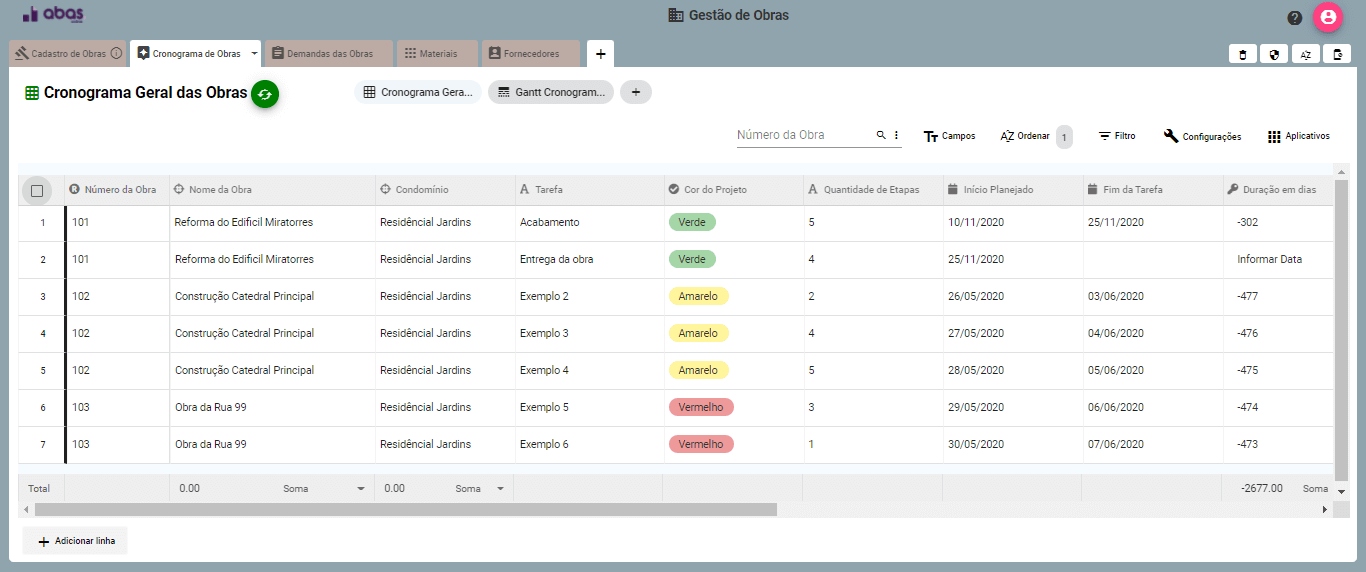 abas
Gestão de Obras
Cadastro de Obras
Cronograma de Obras
Demandas das Obras
Materiais
Fornecedores
+
Cronograma Geral das Obras
Cronograma Gera...
Gantt Cronogram...
+
Número da Obra
Campos
Ordenar 1
Filtro
Configurações
Aplicativos
Número da Obra Nome da Obra Condomínio Tarefa Cor do Projeto Quantidade de Etapas Início Planejado Fim da Tarefa Duração em dias
1 101 Reforma do Edificil Miratorres Residêncial Jardins Acabamento Verde 5 10/11/2020 25/11/2020 -302
2 101 Reforma do Edificil Miratorres Residêncial Jardins Entrega da obra Verde 4 25/11/2020 Informar Data
3 102 Construção Catedral Principal Residêncial Jardins Exemplo 2 Amarelo 2 26/05/2020 03/06/2020 -477
4 102 Construção Catedral Principal Residêncial Jardins Exemplo 3 Amarelo 4 27/05/2020 04/06/2020 -476
5 102 Construção Catedral Principal Residêncial Jardins Exemplo 4 Amarelo 5 28/05/2020 05/06/2020 -475
6 103 Obra da Rua 99 Residêncial Jardins Exemplo 5 Vermelho 3 29/05/2020 06/06/2020 -474
7 103 Obra da Rua 99 Residêncial Jardins Exemplo 6 Vermelho 1 30/05/2020 07/06/2020 -473
Total 0.00 Soma 0.00 Soma -2677.00 Soma
+ Adicionar linha